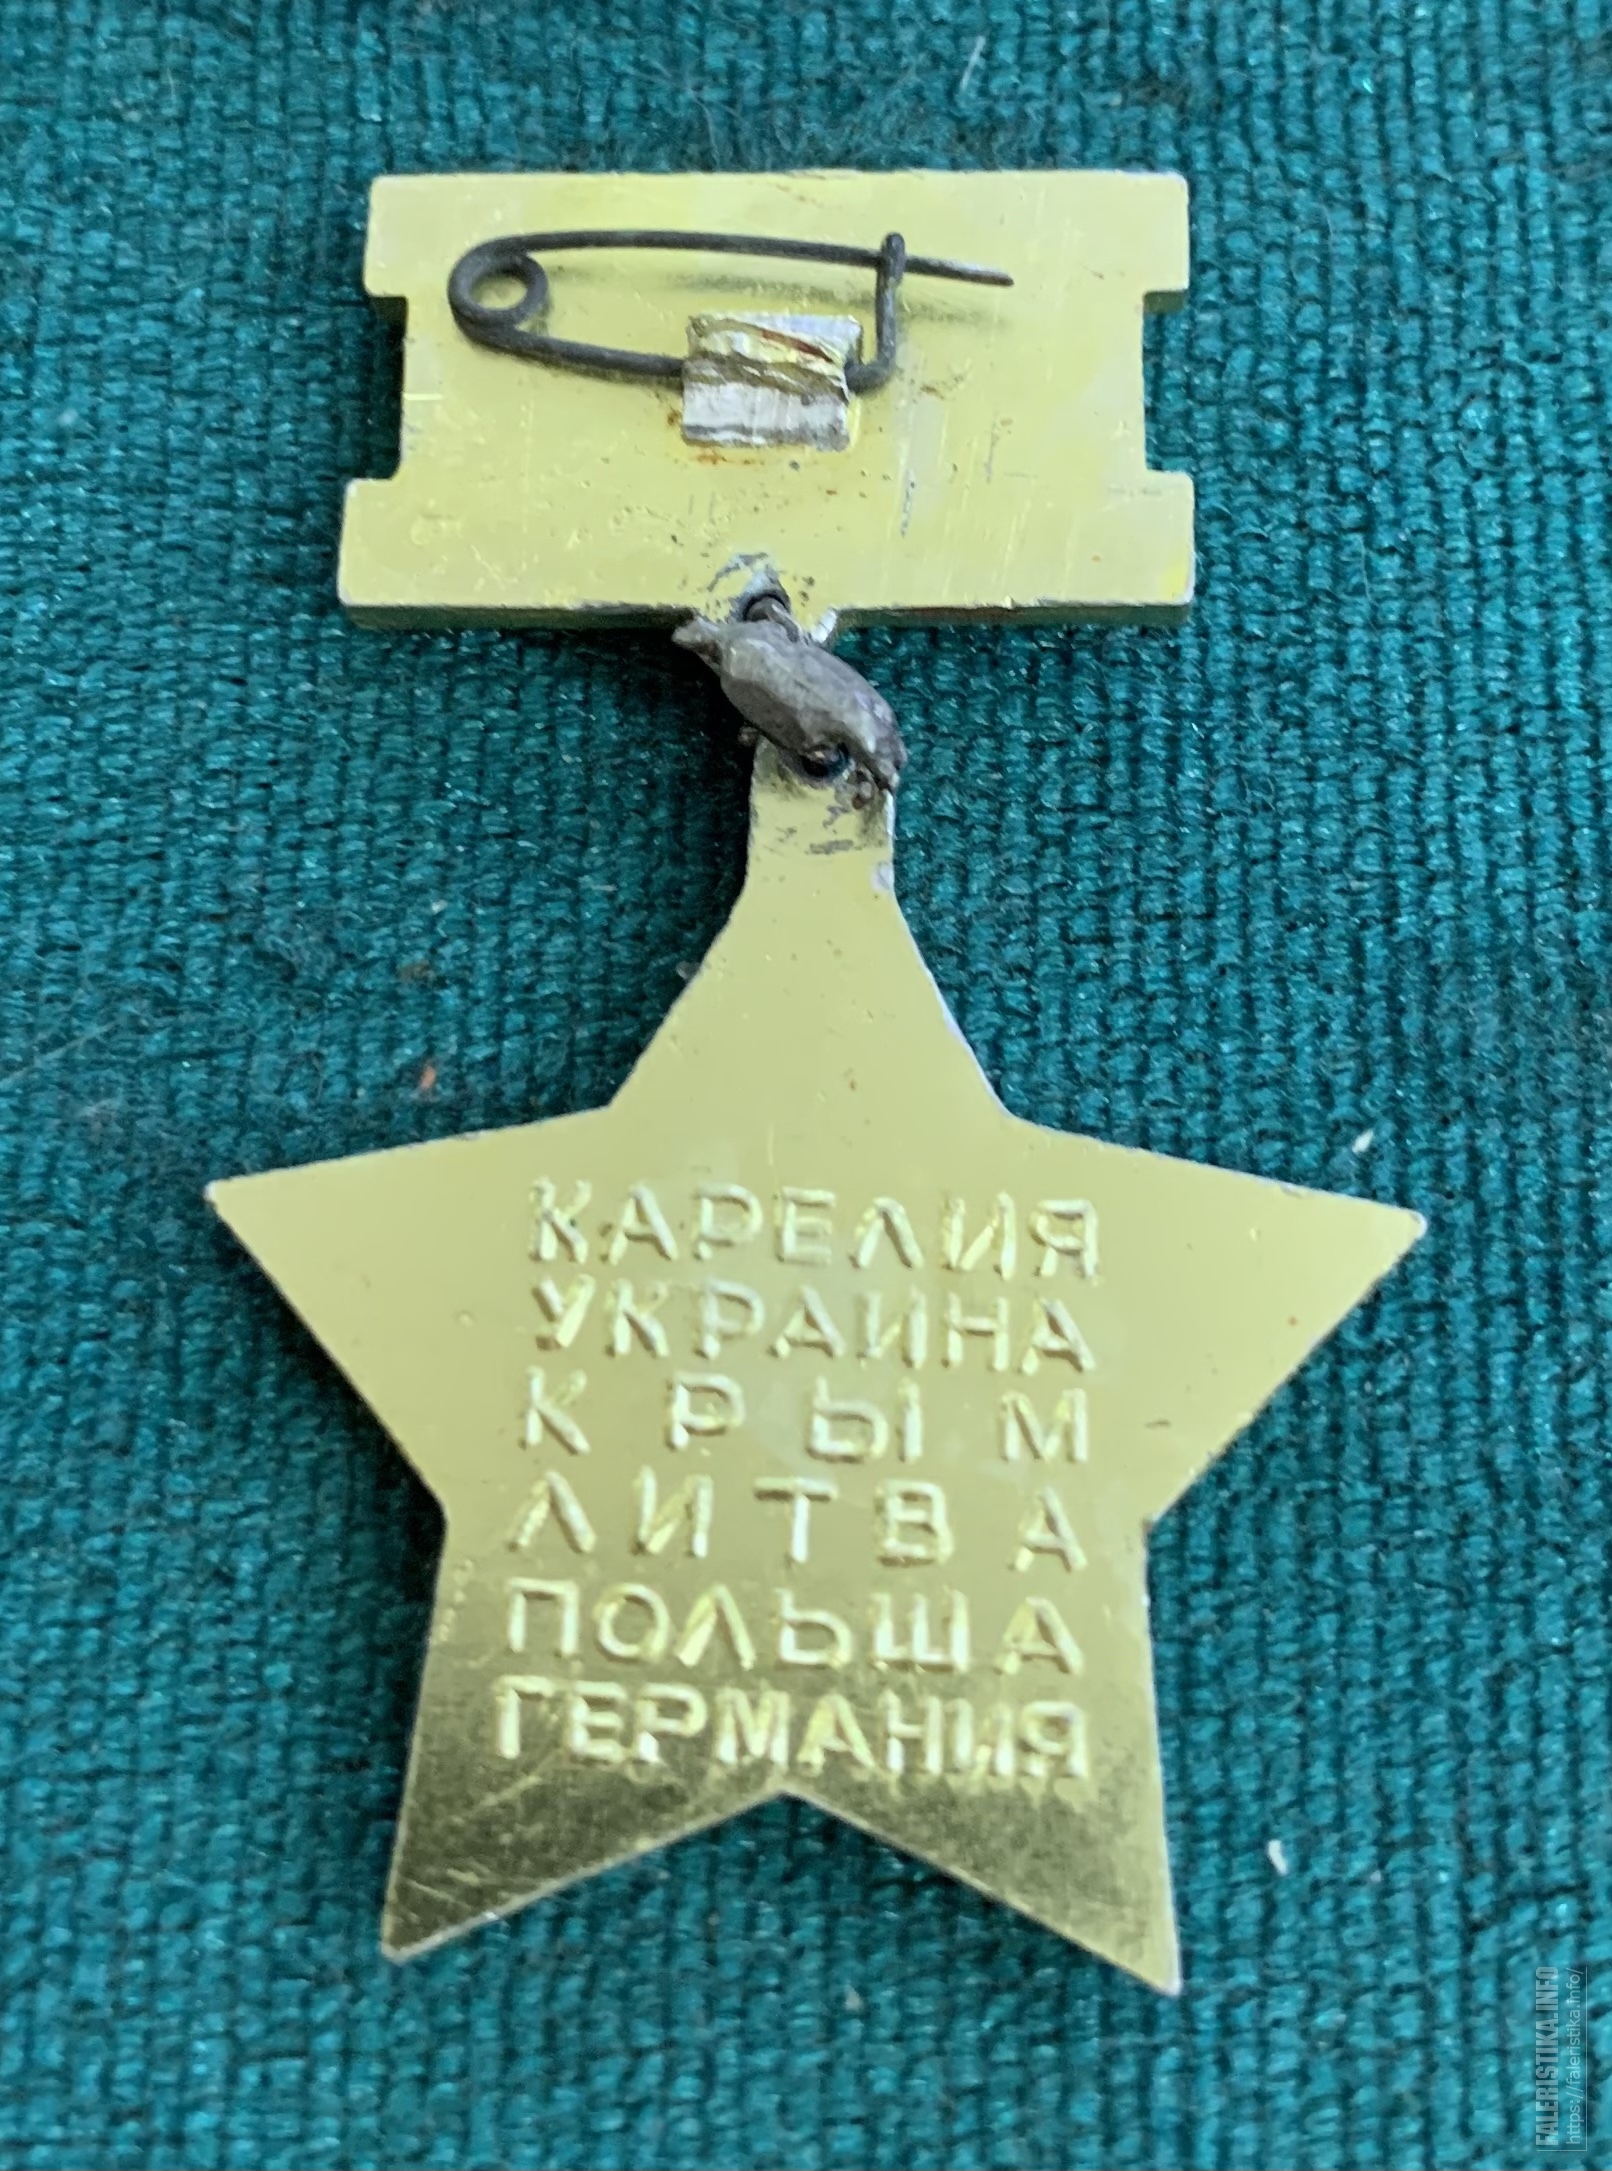 КАРЕЛИЯ
УКРАИНА
КРЫМ
ЛИТВА
ПОЛЬША
ГЕРМАНИЯ
FALERISTIKA.INFO
https://faleristika.info/